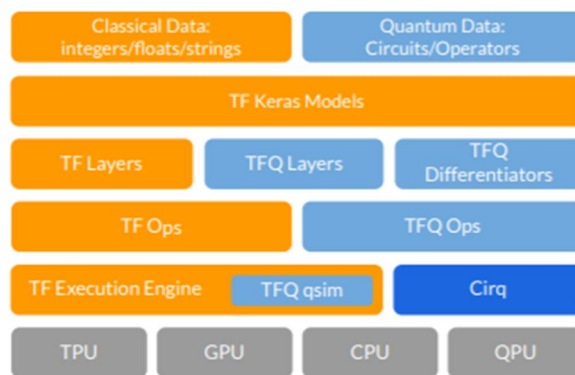 Classical Data:
integers/floats/strings
Quantum Data:
Circuits/Operators
TF Keras Models
TF Layers
TFQ Layers
TFQ
Differentiators
TF Ops
TFQ Ops
TF Execution Engine
TFQ qsim
Cirq
TPU
GPU
CPU
QPU